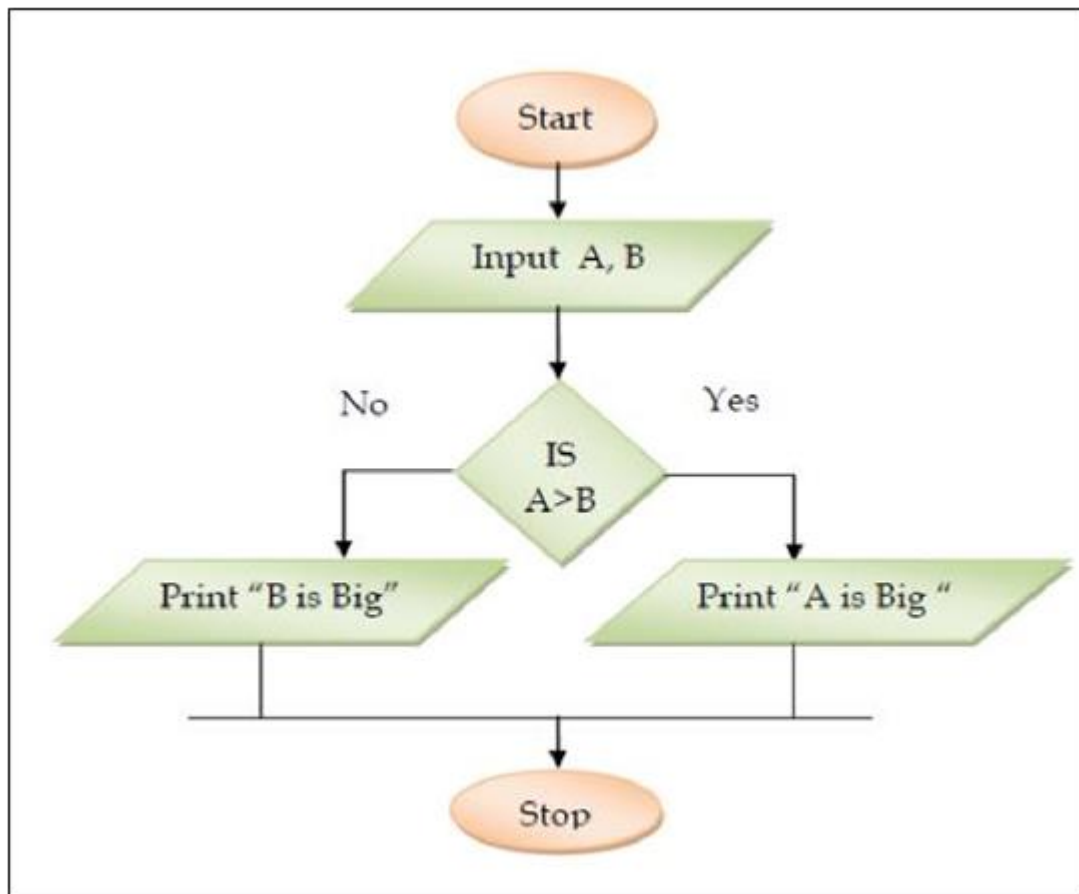 Start
Input A, B
No
Yes
IS
A>B
Print “B is Big”
Print “A is Big “
Stop